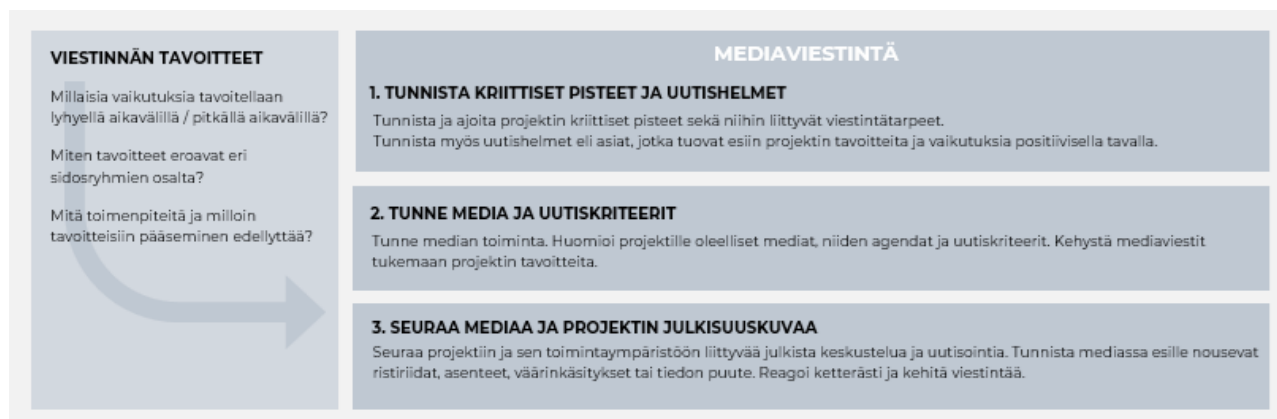 VIESTINNÄN TAVOITTEET
Millaisia vaikutuksia tavoitellaan
lyhyellä aikavälillä / pitkällä aikavälillä?
Miten tavoitteet eroavat eri
sidosryhmien osalta?
Mitä toimenpiteitä ja milloin
tavoitteisiin pääseminen edellyttää?
MEDIAVIESTINTÄ
1. TUNNISTA KRIITTISET PISTEET JA UUTISHELMET
Tunnista ja ajoita projektin kriittiset pisteet sekä niihin liittyvät viestintätarpeet.
Tunnista myös uutishelmet eli asiat, jotka tuovat esiin projektin tavoitteita ja vaikutuksia positiivisella tavalla.
2. TUNNE MEDIA JA UUTISKRITEERIT
Tunne median toiminta. Huomioi projektille oleelliset mediat, niiden agendat ja uutiskriteerit. Kehystä mediaviestit
tukemaan projektin tavoitteita.
3. SEURAA MEDIAA JA PROJEKTIN JULKISUUSKUVAA
Seuraa projektiin ja sen toimintaympäristöön liittyvää julkista keskustelua ja uutisointia. Tunnista mediassa esille nousevat
ristiriidat, asenteet, väärinkäsitykset tai tiedon puute. Reagoi ketterästi ja kehitä viestintää.